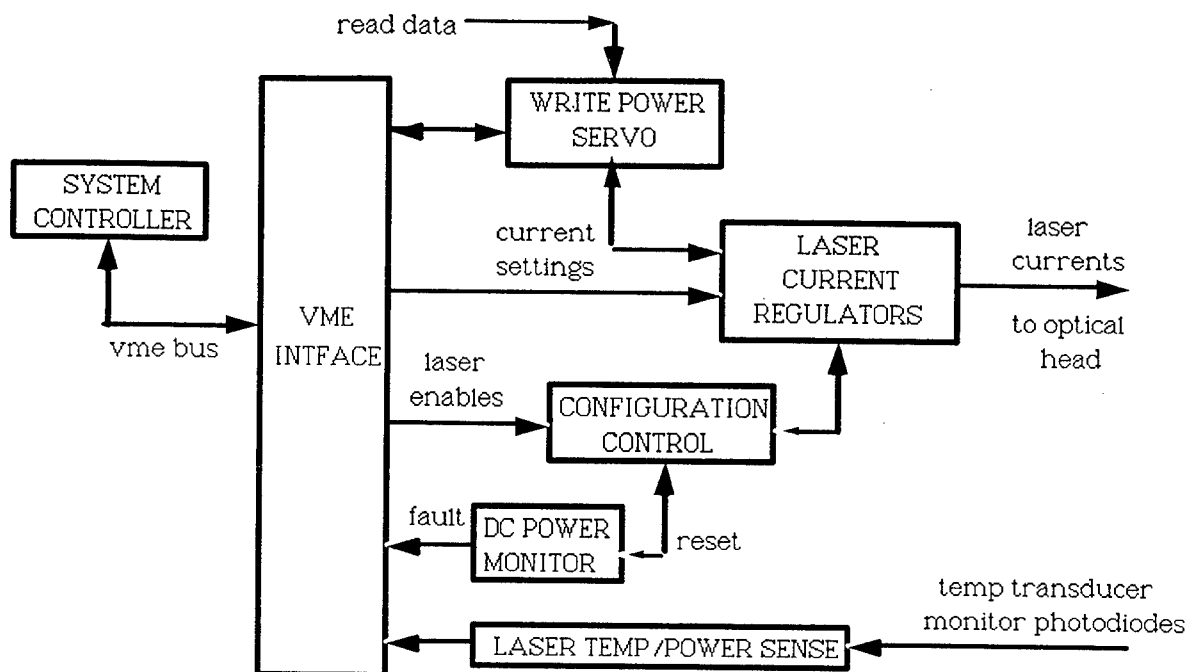 read data
WRITE POWER
SERVO
SYSTEM
CONTROLLER
vme bus
VME
INTFACE
current
settings
LASER
CURRENT
REGULATORS
laser
currents
to optical
head
laser
enables
CONFIGURATION
CONTROL
fault
DC POWER
MONITOR
reset
temp transducer
monitor photodiodes
LASER TEMP/POWER SENSE